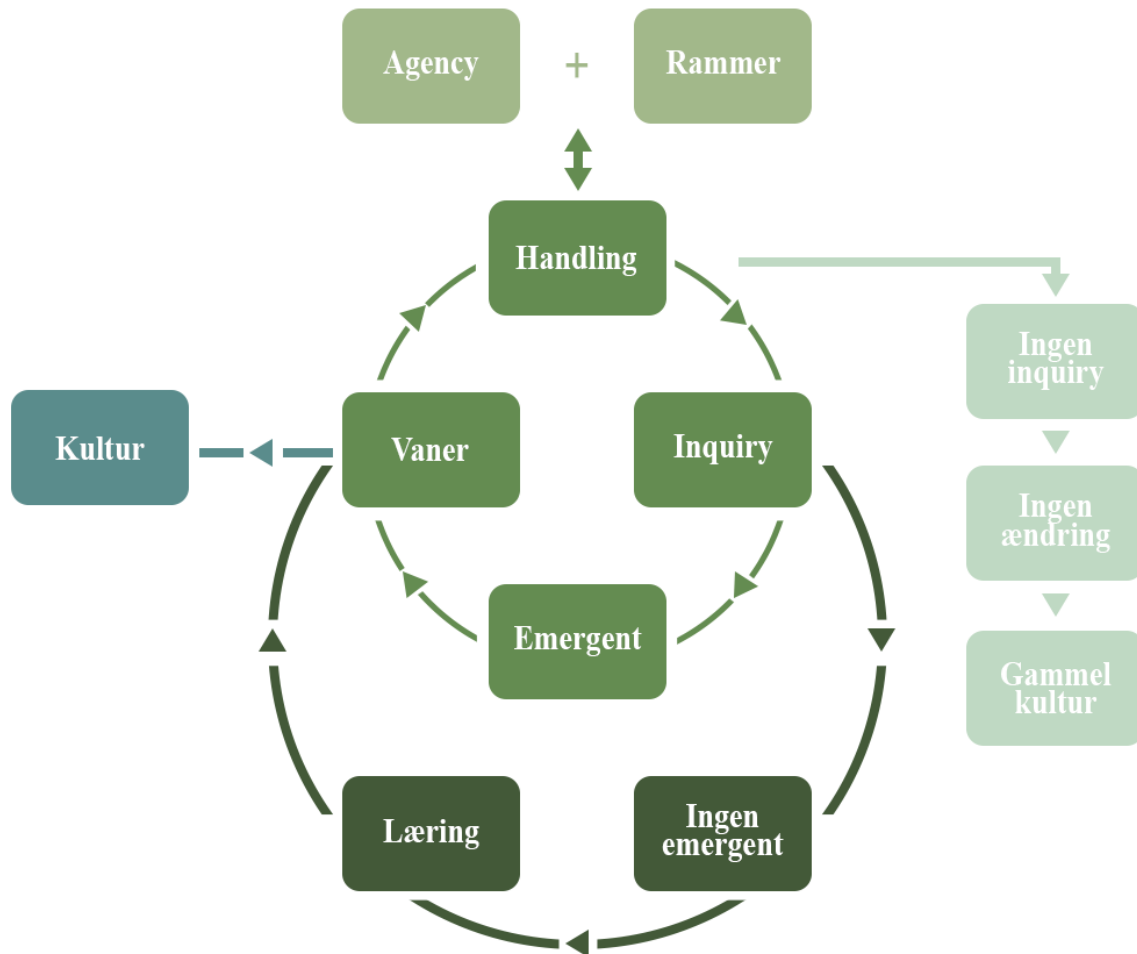 Agency
+
Rammer
Handling
Ingen
inquiry
Kultur
Vaner
Inquiry
Ingen
ændring
Emergent
Gammel
kultur
Læring
Ingen
emergent